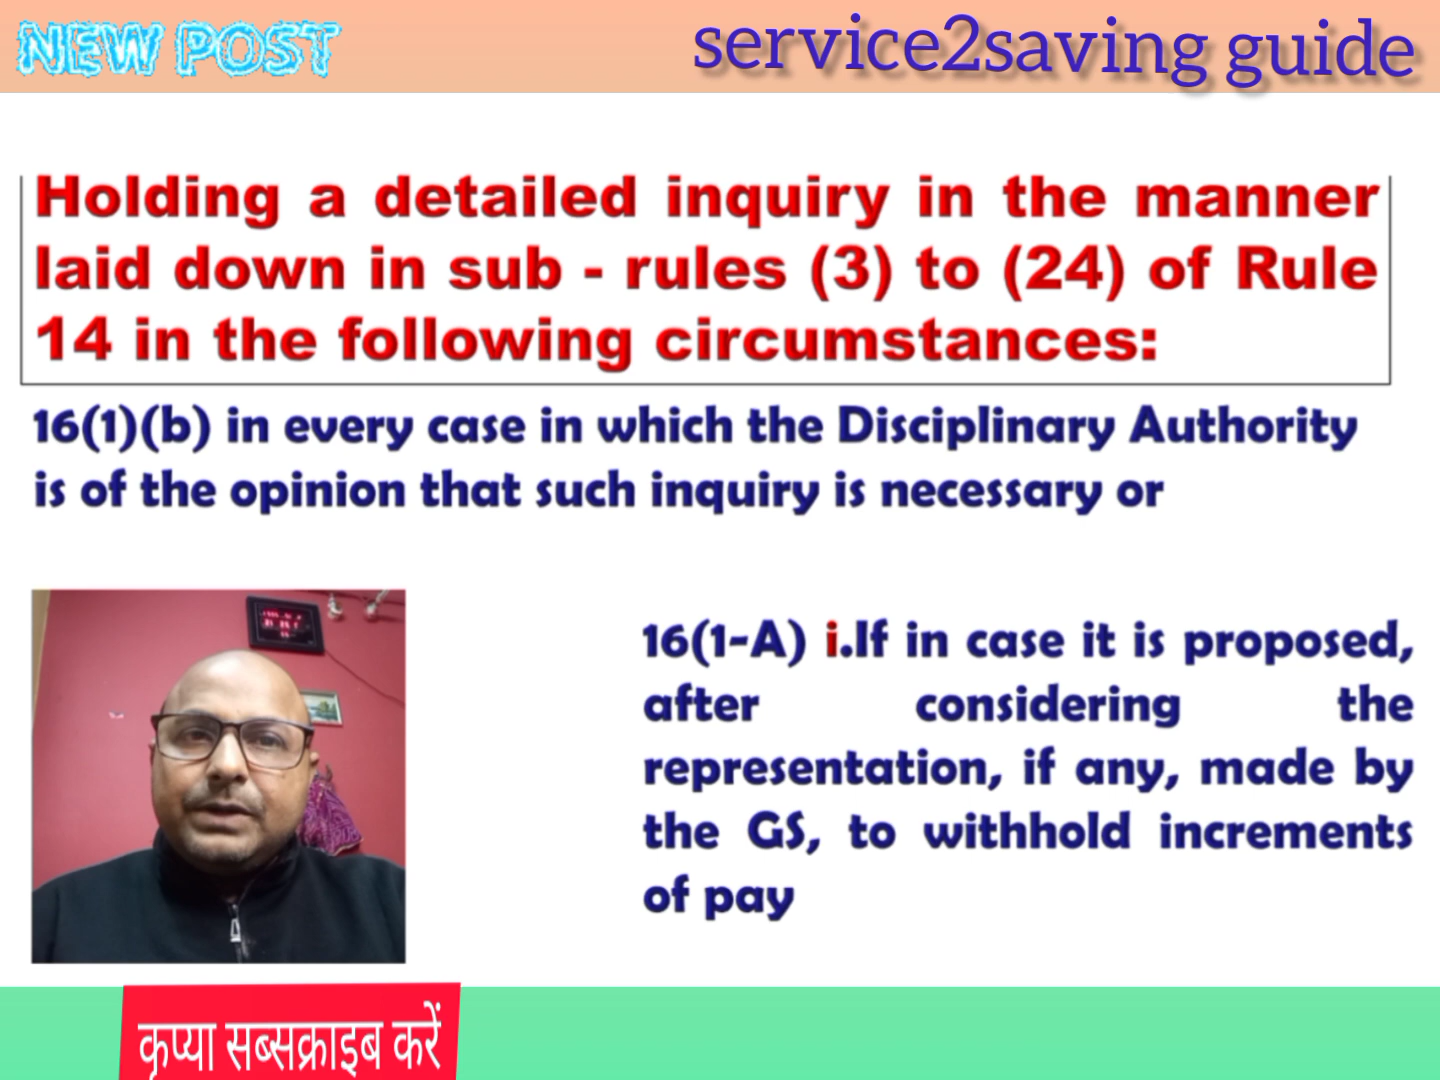 NEW POST
service2saving guide
Holding a detailed inquiry in the manner
laid down in sub - rules (3) to (24) of Rule
14 in the following circumstances:
16(1)(b) in every case in which the Disciplinary Authority
is of the opinion that such inquiry is necessary or
16(1-A) i.If in case it is proposed,
after considering the
representation, if any, made by
the GS, to withhold increments
of pay
कृप्या सब्सक्राइब करें